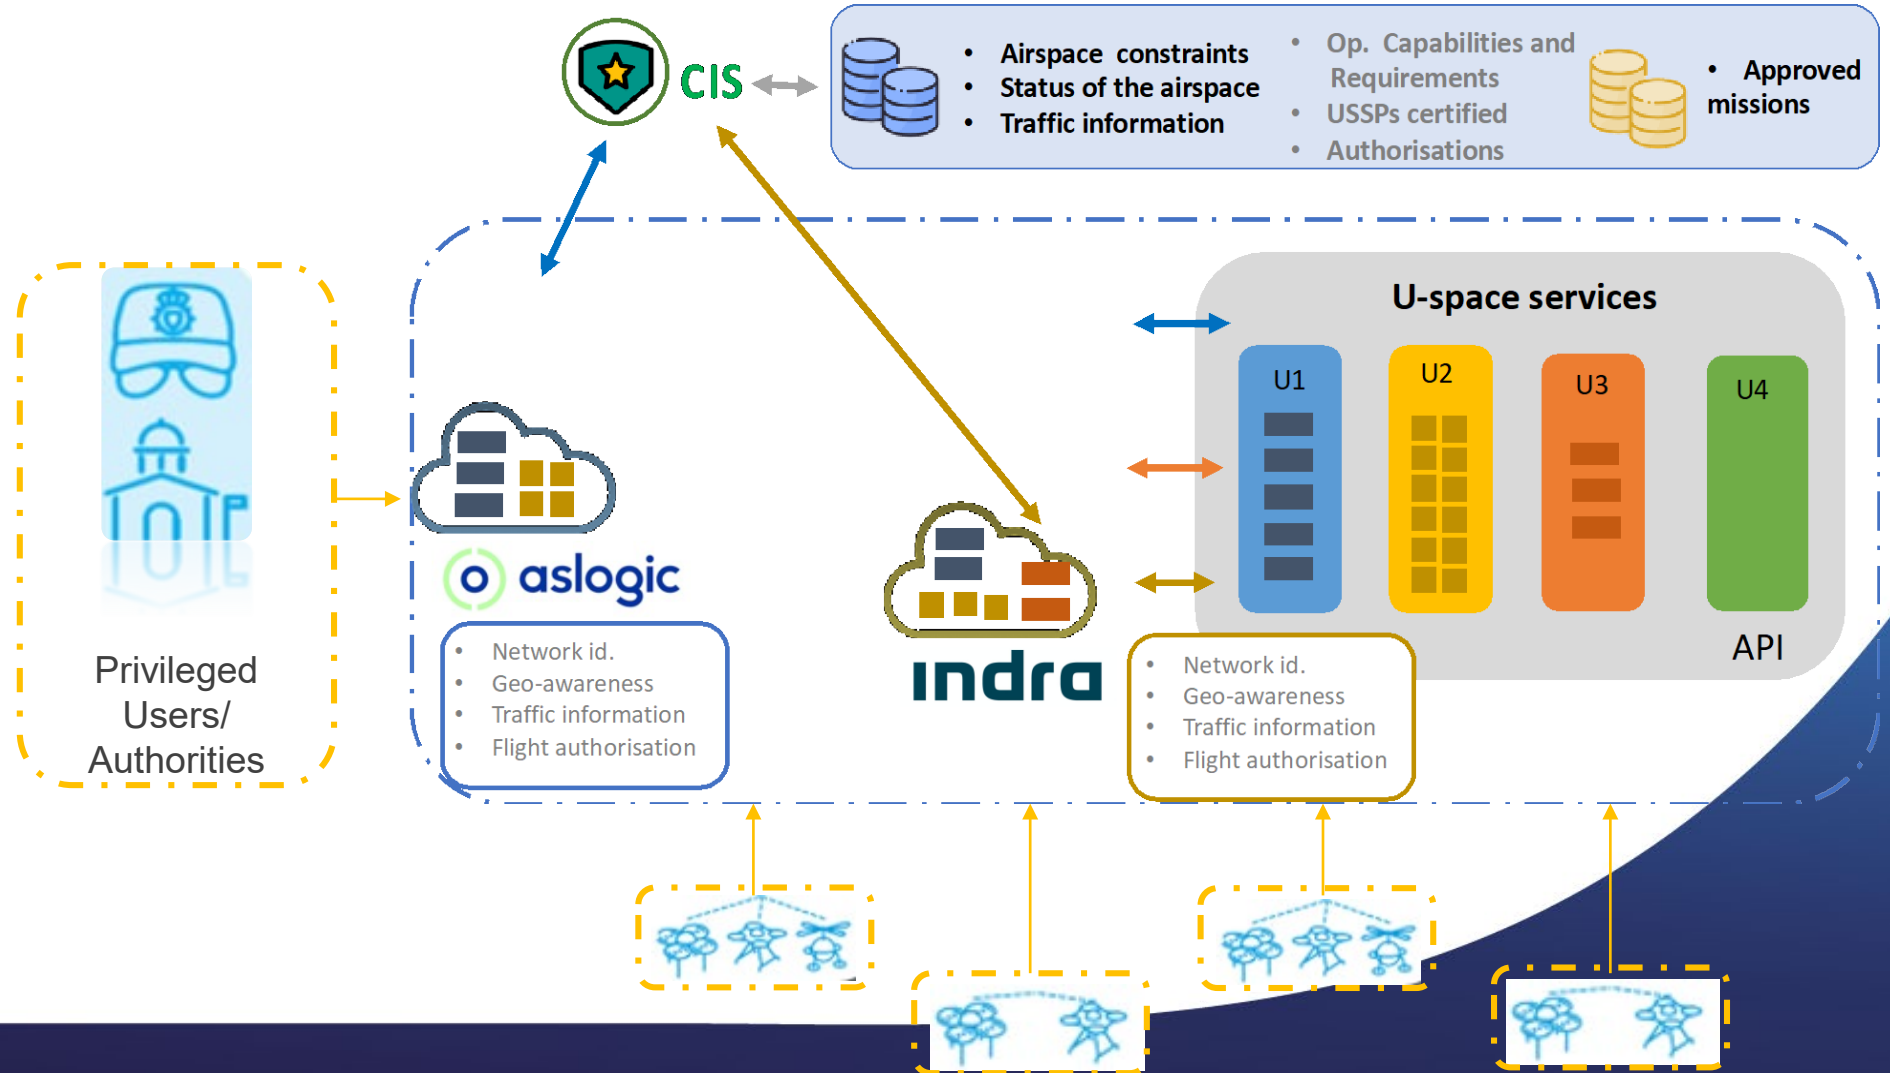 CIS
• Airspace constraints
• Status of the airspace
• Traffic information
• Op. Capabilities and
Requirements
• USSPs certified
• Authorisations
• Approved
missions
Privileged
Users/
Authorities
aslogic
• Network id.
• Geo-awareness
• Traffic information
• Flight authorisation
indra
• Network id.
• Geo-awareness
• Traffic information
• Flight authorisation
U-space services
U1
U2
U3
U4
API